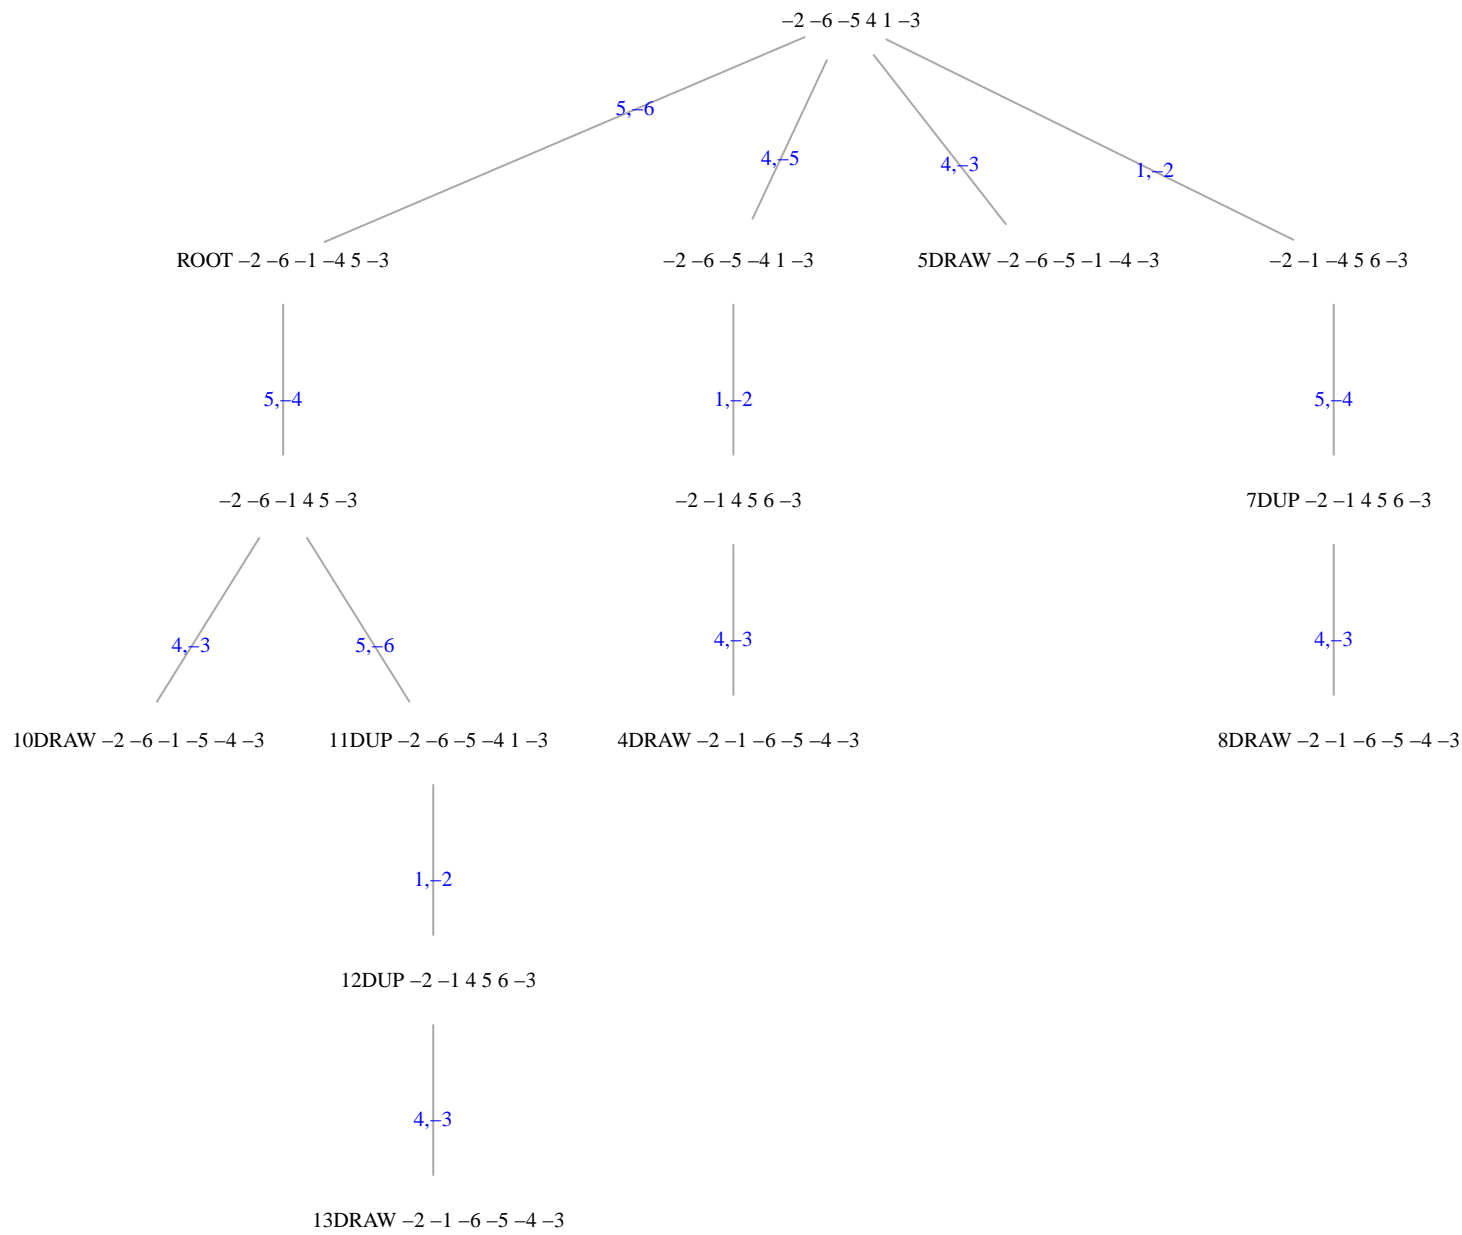 –2 –6 –5 4 1 –3
5,–6
4,–5
4,–3
1,–2
ROOT –2 –6 –1 –4 5 –3
–2 –6 –5 –4 1 –3
5DRAW –2 –6 –5 –1 –4 –3
–2 –1 –4 5 6 –3
5,–4
1,–2
5,–4
–2 –6 –1 4 5 –3
–2 –1 4 5 6 –3
7DUP –2 –1 4 5 6 –3
4,–3
5,–6
4,–3
4,–3
10DRAW –2 –6 –1 –5 –4 –3
11DUP –2 –6 –5 –4 1 –3
4DRAW –2 –1 –6 –5 –4 –3
8DRAW –2 –1 –6 –5 –4 –3
1,–2
12DUP –2 –1 4 5 6 –3
4,–3
13DRAW –2 –1 –6 –5 –4 –3